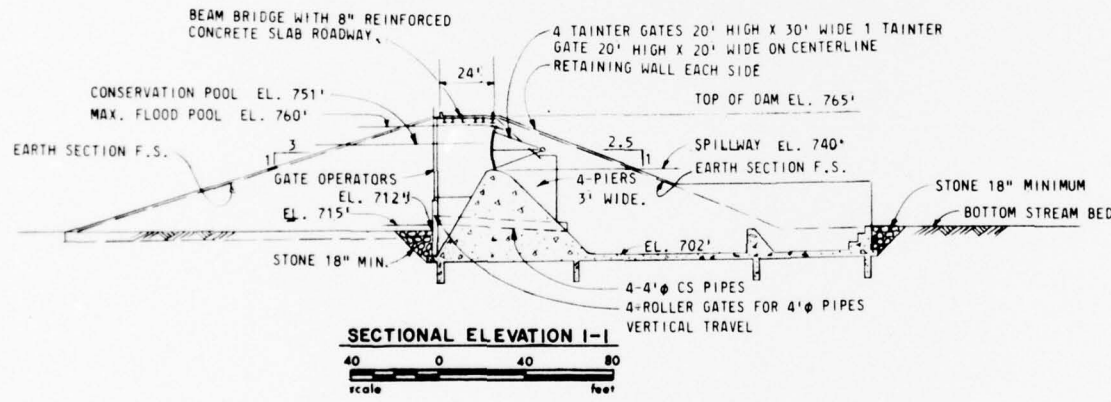 BEAM BRIDGE WITH 8" REINFORCED
CONCRETE SLAB ROADWAY
4 TAINTER GATES 20' HIGH X 30' WIDE 1 TAINTER
GATE 20' HIGH X 20' WIDE ON CENTERLINE
RETAINING WALL EACH SIDE
24'
CONSERVATION POOL EL. 751'
MAX. FLOOD POOL EL. 760'
TOP OF DAM EL. 765'
EARTH SECTION F.S.
1
3
2.5
1
SPILLWAY EL. 740'
EARTH SECTION F.S.
GATE OPERATORS
EL. 712'
EL. 715'
4-PIERS
3' WIDE.
STONE 18" MINIMUM
BOTTOM STREAM BED
STONE 18" MIN.
EL. 702'
4-4'φ CS PIPES
4-ROLLER GATES FOR 4'φ PIPES
VERTICAL TRAVEL
SECTIONAL ELEVATION 1-1
40 0 40 80
scale feet